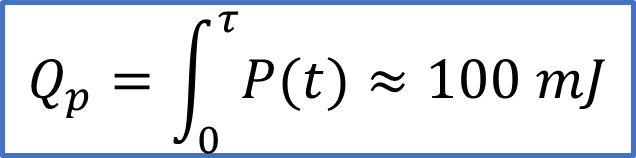 Q_p = ∫_0^τ P(t) ≈ 100 mJ